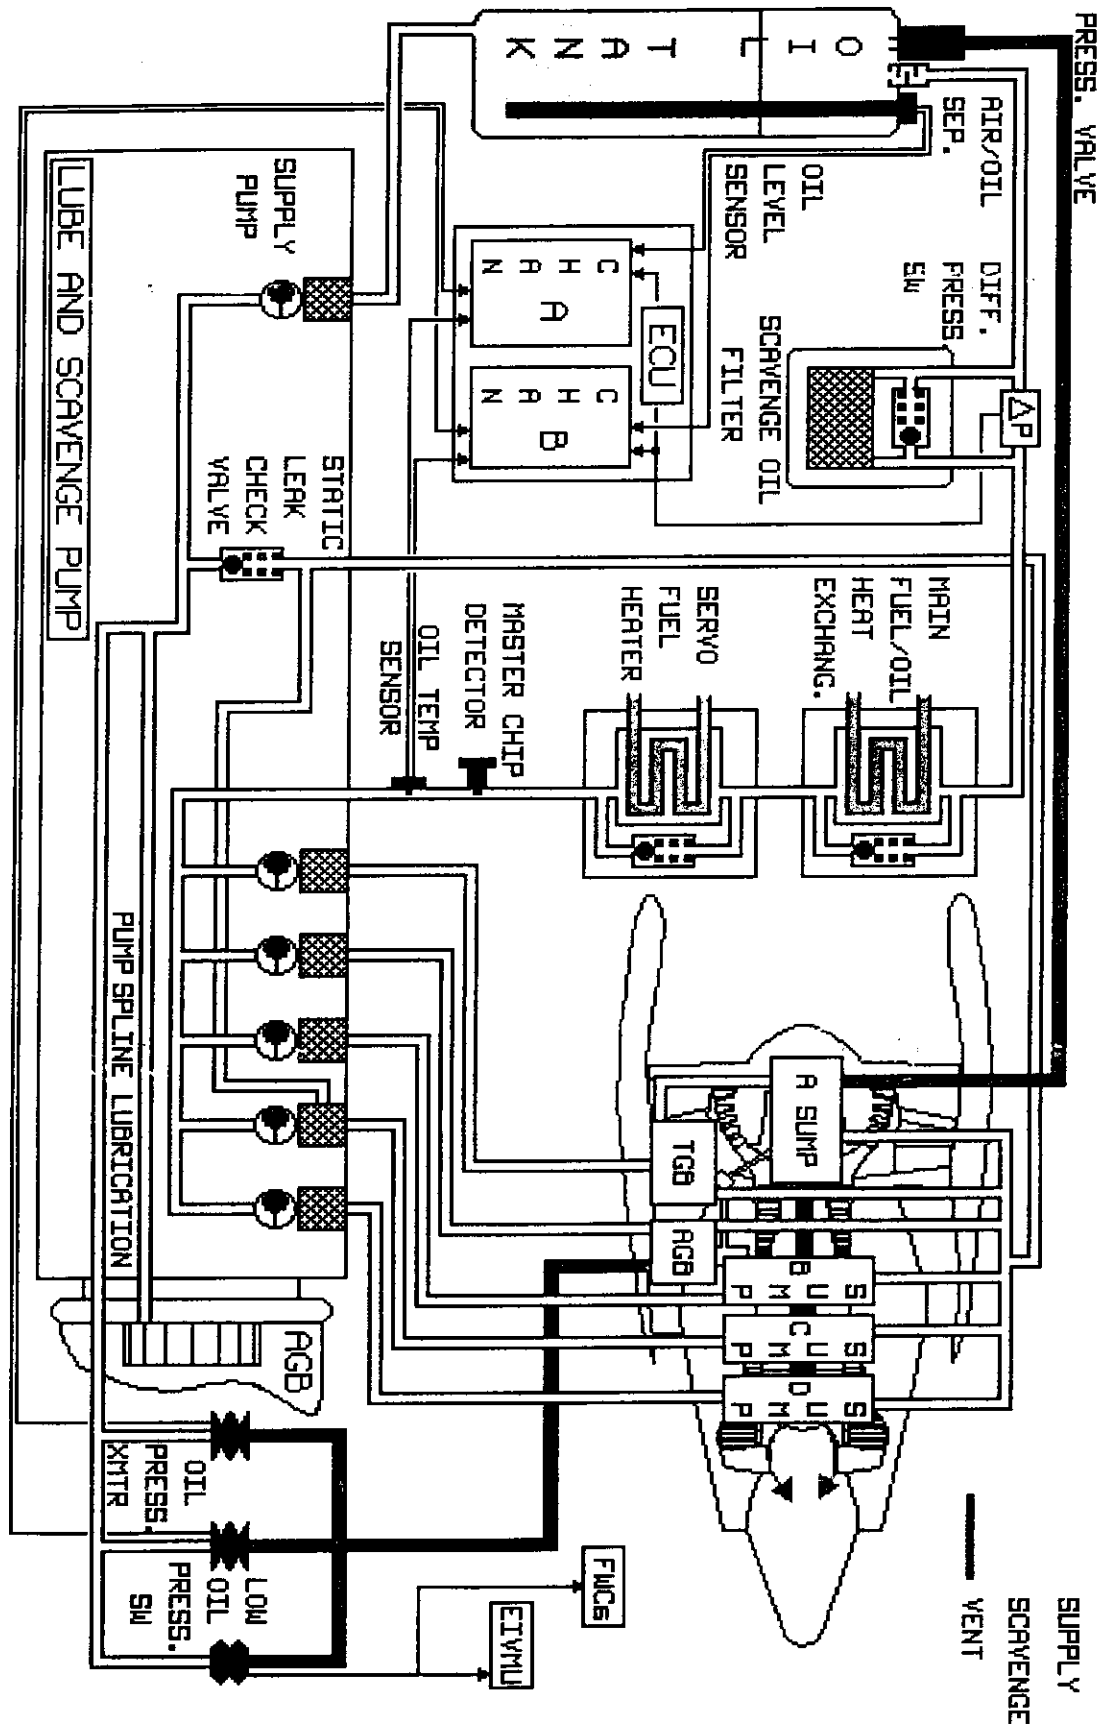 PRESS. VALVE
OIL
TANK
AIR/OIL
SEP.
OIL
LEVEL
SENSOR
DIFF.
PRESS
SW
SCAVENGE OIL
FILTER
ΔP
ECU
CHAN
A
CHAN
B
SUPPLY
PUMP
LUBE AND SCAVENGE PUMP
STATIC
LEAK
CHECK
VALVE
MAIN
FUEL/OIL
HEAT
EXCHANG.
SERVO
FUEL
HEATER
MASTER CHIP
DETECTOR
OIL TEMP
SENSOR
PUMP SPLINE LUBRICATION
A SUMP
TGB
AGB
B
SUMP
C
SUMP
D
SUMP
AGB
OIL
PRESS.
XMTR
LOW
OIL
PRESS.
SW
FWCs
EIVMU
SUPPLY
SCAVENGE
VENT